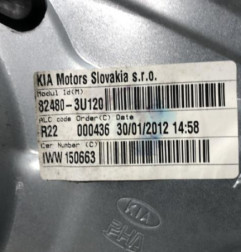 KIA Motors Slovakia s.r.o.
Modul Id(M)
82480-3U120
ALC code Order(C) Date
R22 000436 30/01/2012 14:58
Car Number (C)
IWW 150663
KIA
PHA